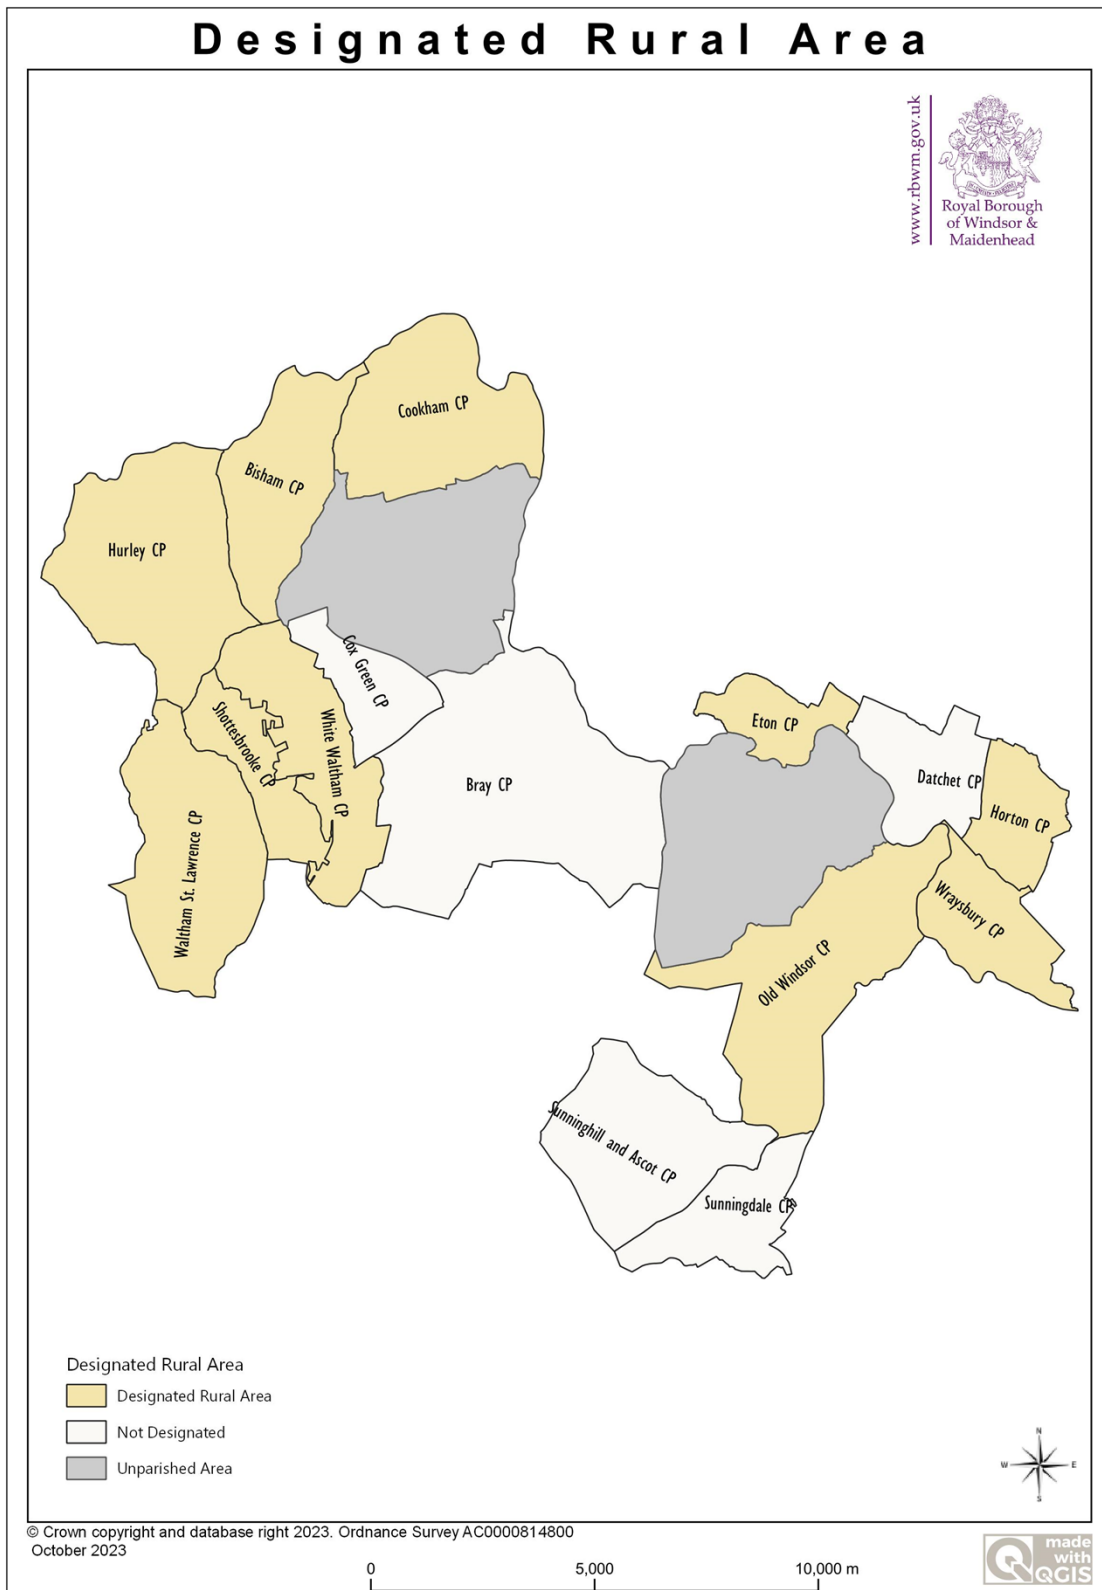 Designated Rural Area
www.rbwm.gov.uk
Royal Borough
of Windsor &
Maidenhead
Cookham CP
Bisham CP
Hurley CP
Cox Green CP
Shottesbrooke CP
White Waltham CP
Waltham St. Lawrence CP
Bray CP
Eton CP
Datchet CP
Horton CP
Wraysbury CP
Old Windsor CP
Sunninghill and Ascot CP
Sunningdale CP
Designated Rural Area
Designated Rural Area
Not Designated
Unparished Area
N
W E
S
© Crown copyright and database right 2023. Ordnance Survey AC0000814800
October 2023
0 5,000 10,000 m
made
with
QGIS